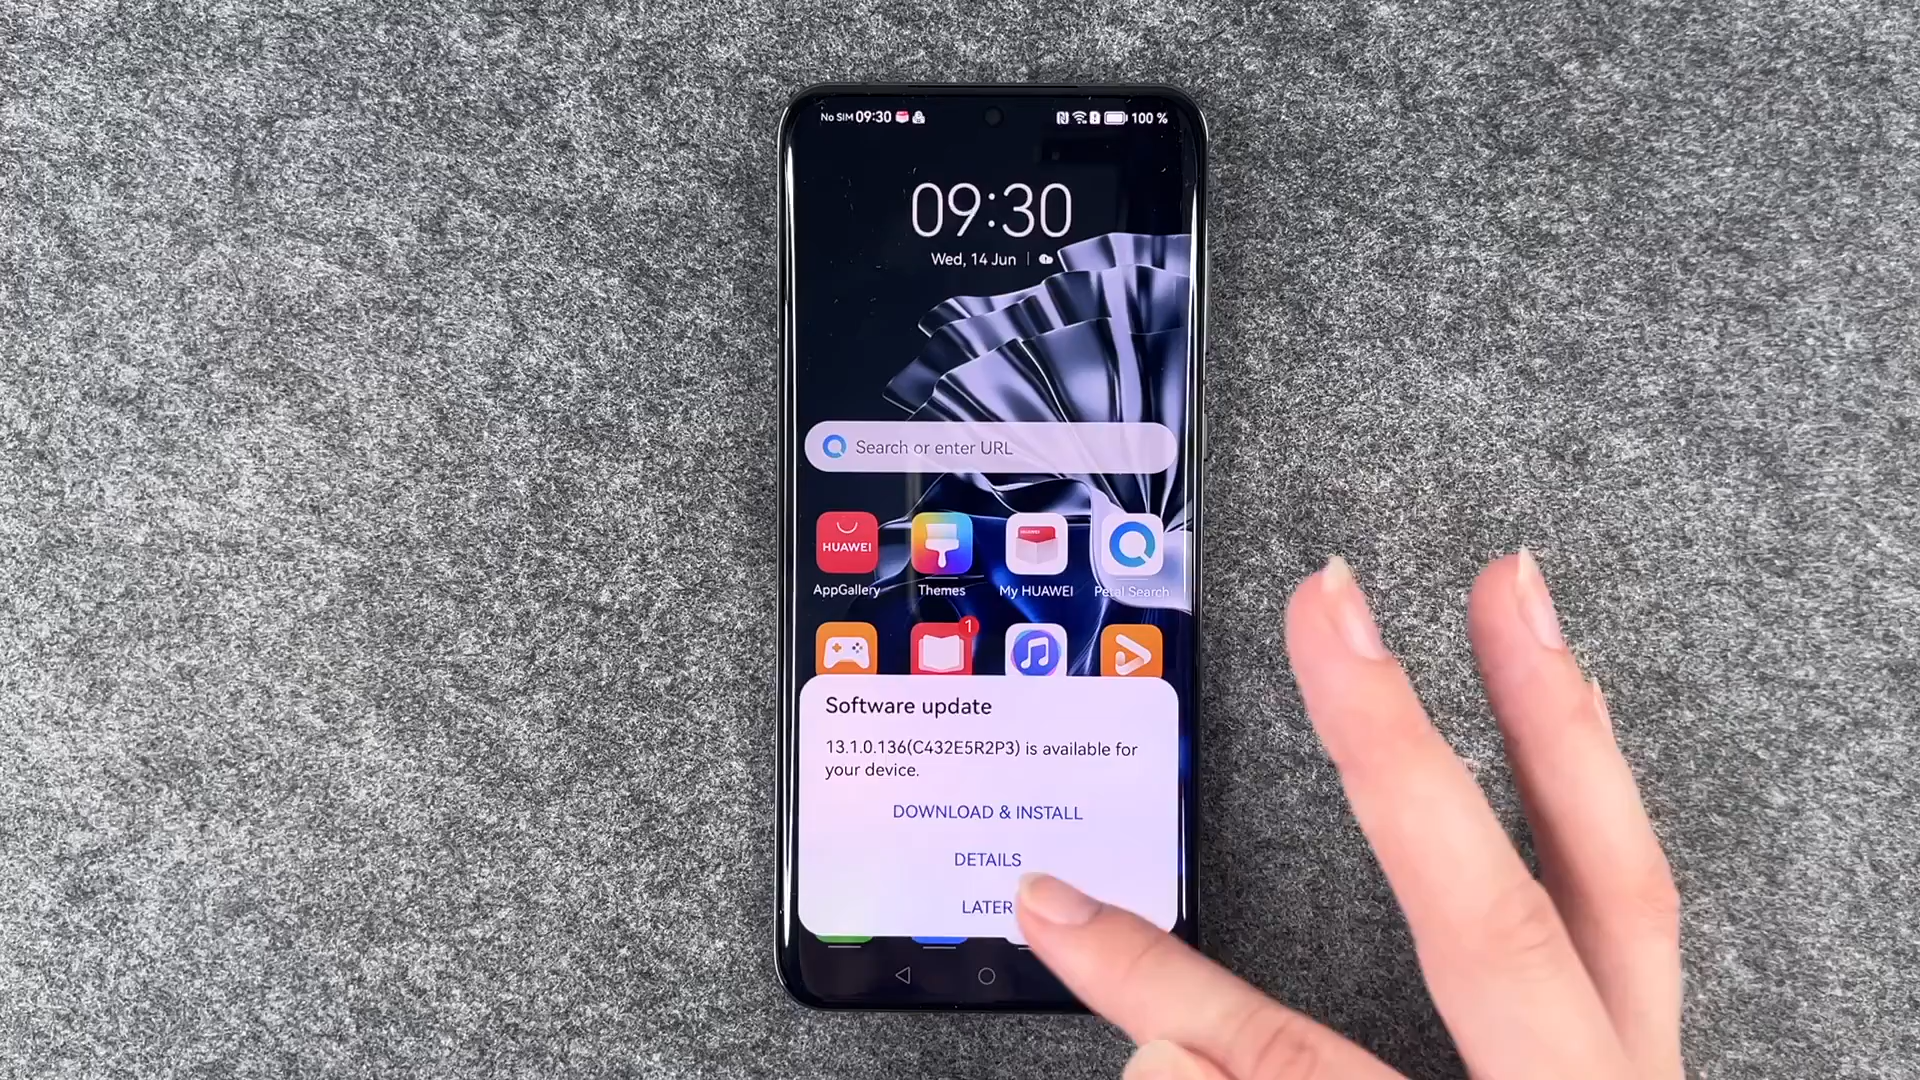 No SIM 09:30
100 %
09:30
Wed, 14 Jun
Search or enter URL
HUAWEI
HUAWEI
AppGallery
Themes
My HUAWEI
Petal Search
1
Software update
13.1.0.136(C432E5R2P3) is available for
your device.
DOWNLOAD & INSTALL
DETAILS
LATER